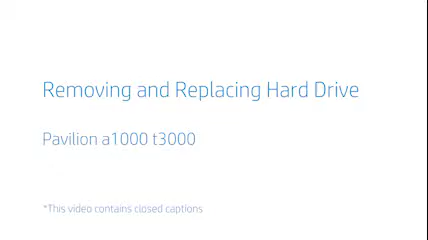 Removing and Replacing Hard Drive
Pavilion a1000 t3000
*This video contains closed captions